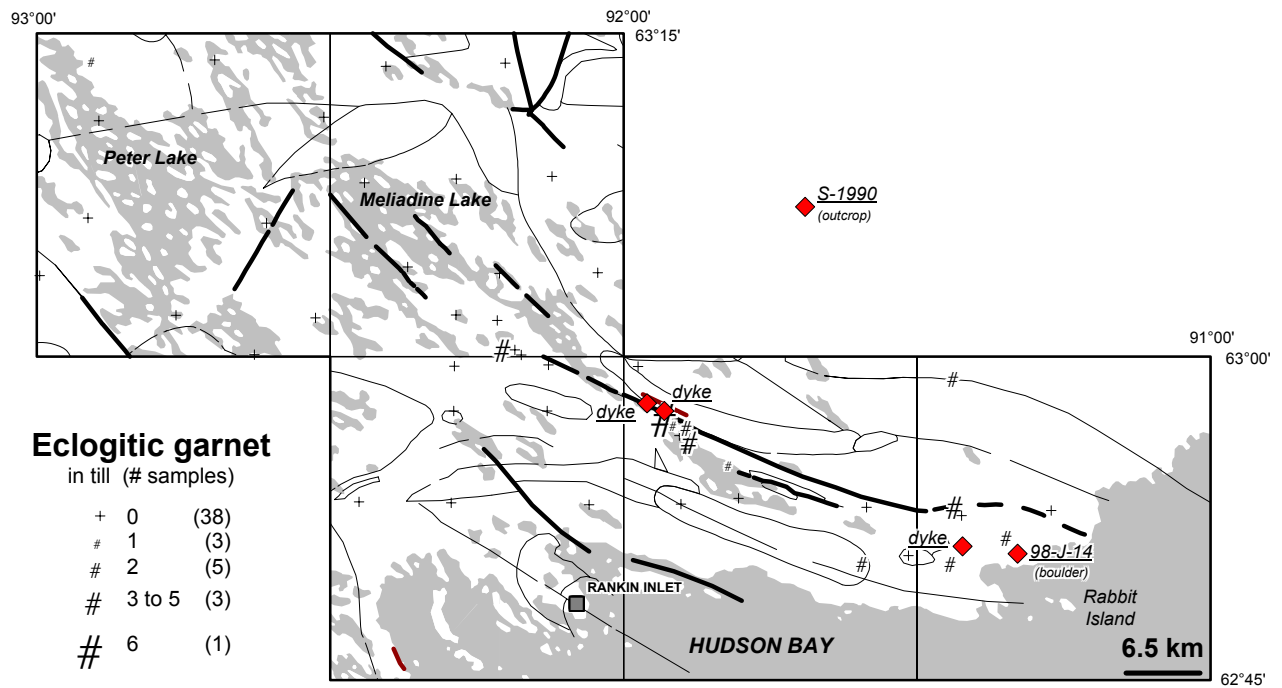 93°00'
92°00'
63°15'
Peter Lake
Meliadine Lake
S-1990
(outcrop)
91°00'
63°00'
dyke
dyke
Eclogitic garnet
in till (# samples)
+ 0 (38)
# 1 (3)
# 2 (5)
# 3 to 5 (3)
# 6 (1)
dyke
98-J-14
(boulder)
RANKIN INLET
Rabbit
Island
HUDSON BAY
6.5 km
62°45'